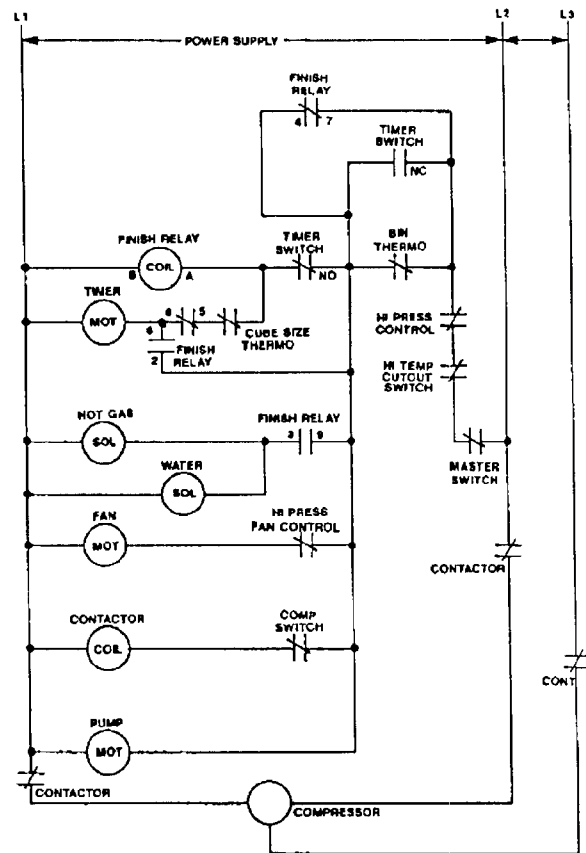 L1
L2
L3
POWER SUPPLY
FINISH
RELAY
4 7
TIMER
SWITCH
NC
FINISH RELAY
B COIL A
TIMER
SWITCH
NO
BIN
THERMO
TIMER
MOT
6 5
CUBE SIZE
THERMO
6
2
FINISH
RELAY
HI PRESS
CONTROL
HI TEMP
CUTOUT
SWITCH
HOT GAS
SOL
FINISH RELAY
3 9
MASTER
SWITCH
WATER
SOL
FAN
MOT
HI PRESS
FAN CONTROL
CONTACTOR
CONTACTOR
COIL
COMP
SWITCH
CONT
PUMP
MOT
CONTACTOR
COMPRESSOR